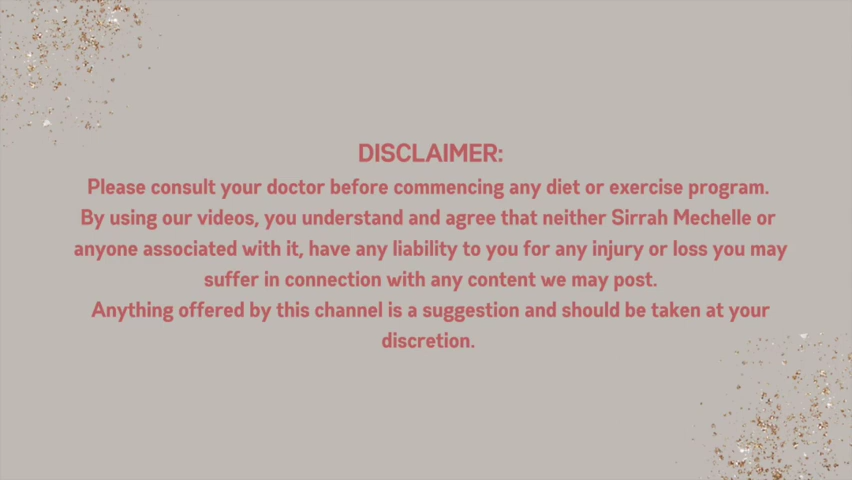 DISCLAIMER:
Please consult your doctor before commencing any diet or exercise program.
By using our videos, you understand and agree that neither Sirrah Mechelle or
anyone associated with it, have any liability to you for any injury or loss you may
suffer in connection with any content we may post.
Anything offered by this channel is a suggestion and should be taken at your
discretion.